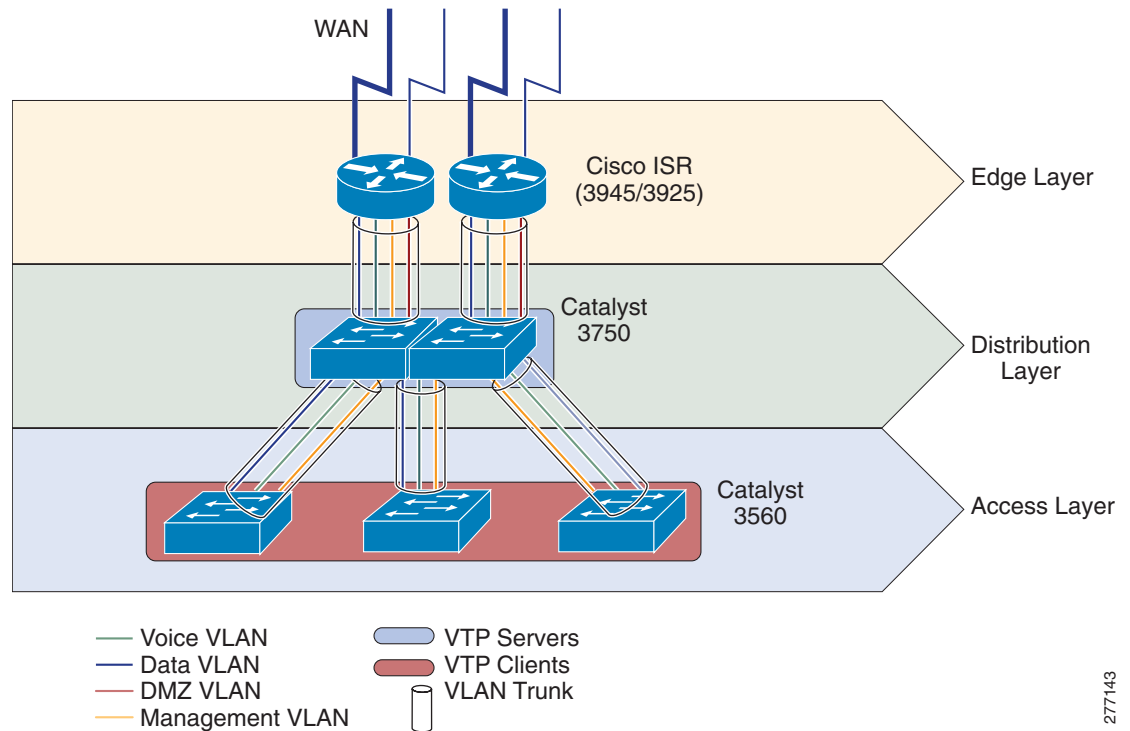 WAN
Cisco ISR
(3945/3925)
Edge Layer
Catalyst
3750
Distribution
Layer
Catalyst
3560
Access Layer
Voice VLAN
Data VLAN
DMZ VLAN
Management VLAN
VTP Servers
VTP Clients
VLAN Trunk
277143